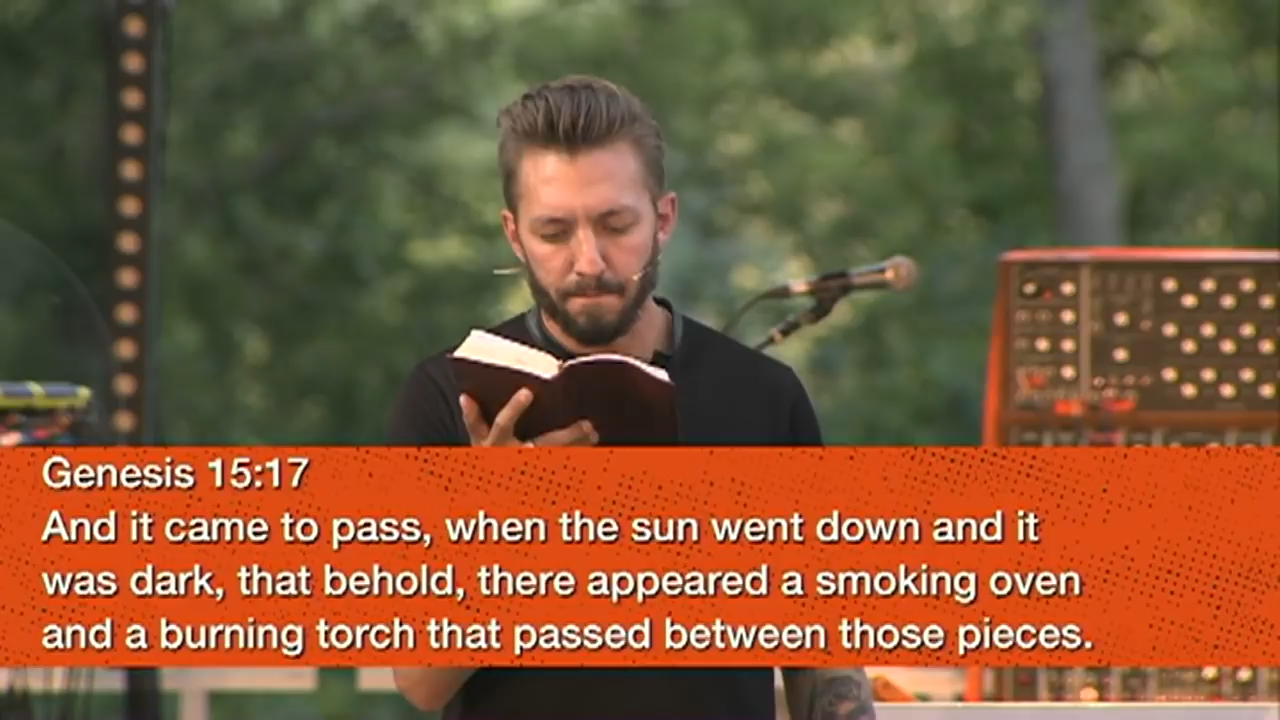 Genesis 15:17
And it came to pass, when the sun went down and it
was dark, that behold, there appeared a smoking oven
and a burning torch that passed between those pieces.